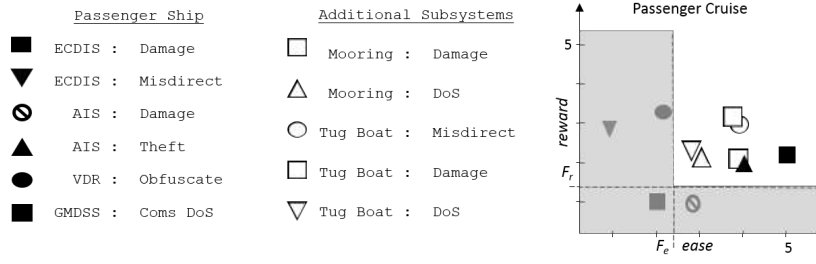 Passenger Ship
ECDIS : Damage
ECDIS : Misdirect
AIS : Damage
AIS : Theft
VDR : Obfuscate
GMDSS : Coms DoS
Additional Subsystems
Mooring : Damage
Mooring : DoS
Tug Boat : Misdirect
Tug Boat : Damage
Tug Boat : DoS
Passenger Cruise
5
reward
Fr
Fe ease 5